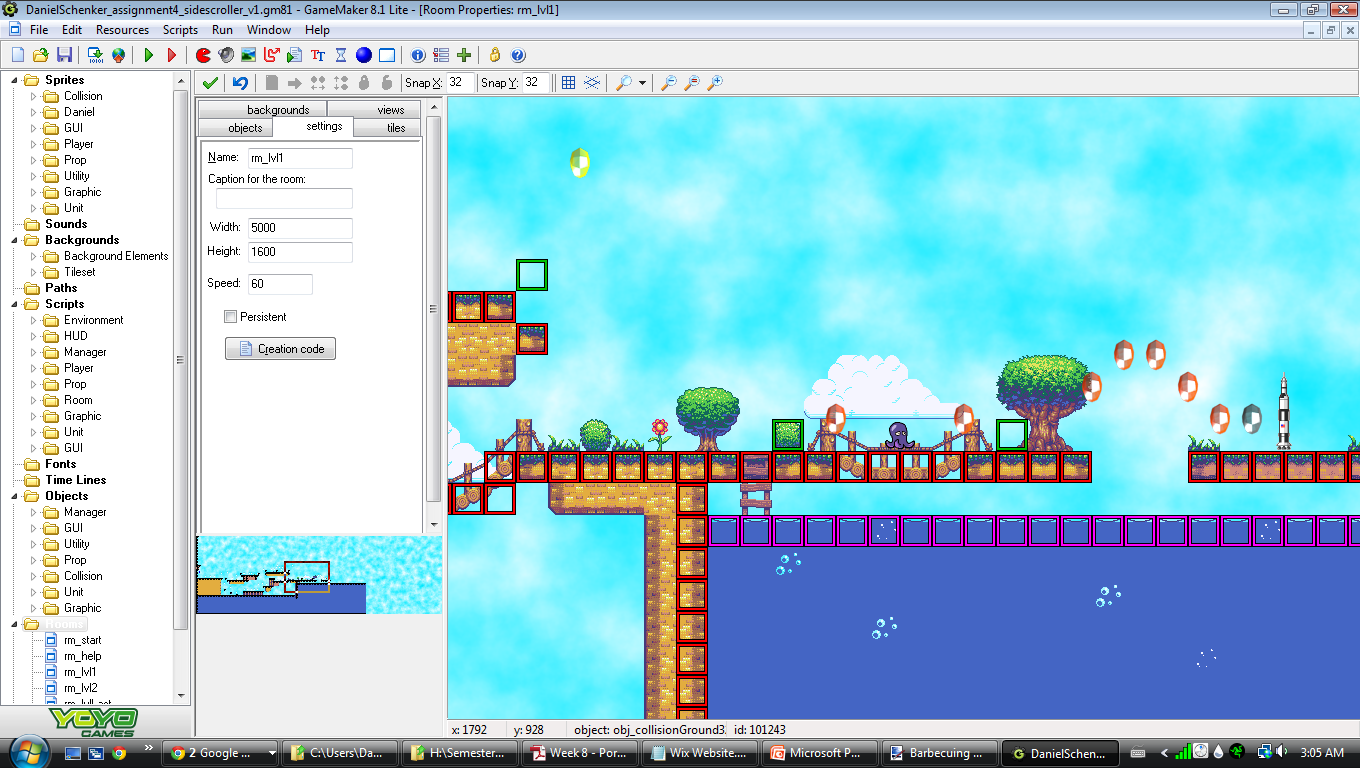 DanielSchenker_assignment4_sidescroller_v1.gm81 - GameMaker 8.1 Lite - [Room Properties: rm_lvl1]
File Edit Resources Scripts Run Window Help
Snap X: 32 Snap Y: 32
Sprites
Collision
Daniel
GUI
Player
Prop
Utility
Graphic
Unit
Sounds
Backgrounds
Background Elements
Tileset
Paths
Scripts
Environment
HUD
Manager
Player
Prop
Room
Graphic
Unit
GUI
Fonts
Time Lines
Objects
Manager
GUI
Utility
Prop
Collision
Unit
Graphic
Rooms
rm_start
rm_help
rm_lvl1
rm_lvl2
YOYO
GAMES
backgrounds views
objects settings tiles
Name: rm_lvl1
Caption for the room:
Width: 5000
Height: 1600
Speed: 60
Persistent
Creation code
x: 1792 y: 928 object: obj_collisionGround32 id: 101243
2 Google ... C:\Users\Da... H:\Semester... Week 8 - Por... Wix Website... Microsoft P... Barbecuing ... DanielSchen... 3:05 AM